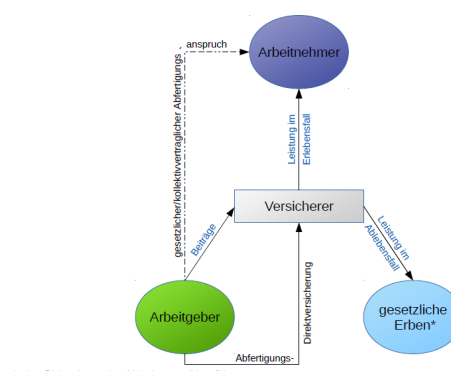 anspruch
Arbeitnehmer
gesetzlicher/kollektivvertraglicher Abfertigungs-
Leistung im
Erlebensfall
Versicherer
Beiträge
Leistung im
Ablebensfall
Direktversicherung
Arbeitgeber
gesetzliche
Erben*
Abfertigungs-